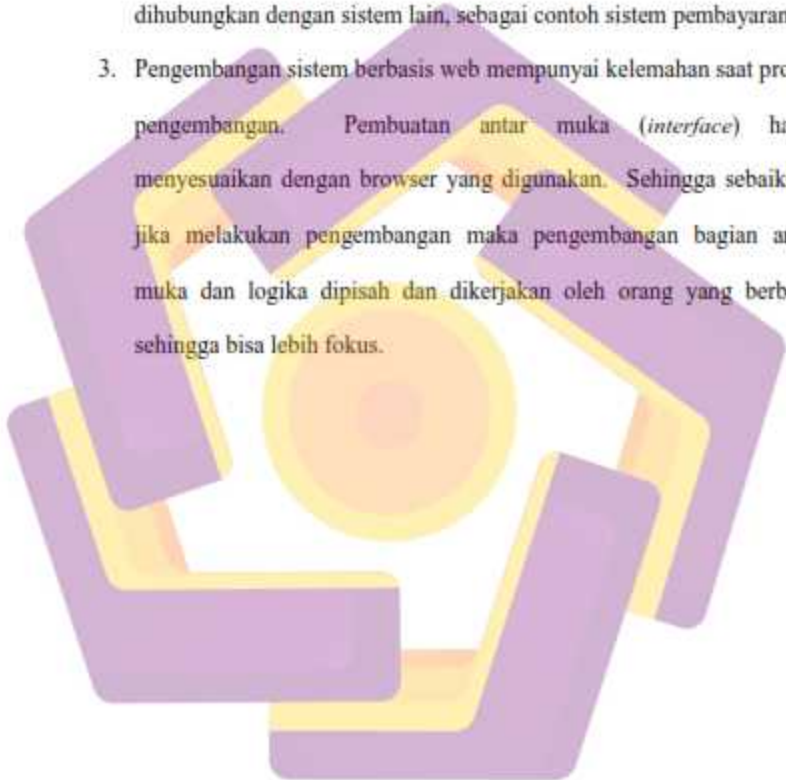 dihubungkan dengan sistem lain, sebagai contoh sistem pembayaran
3. Pengembangan sistem berbasis web mempunyai kelemahan saat pro
pengembangan. Pembuatan antar muka (interface) ha
menyesuaikan dengan browser yang digunakan. Sehingga sebaik
jika melakukan pengembangan maka pengembangan bagian an
muka dan logika dipisah dan dikerjakan oleh orang yang berb
sehingga bisa lebih fokus.